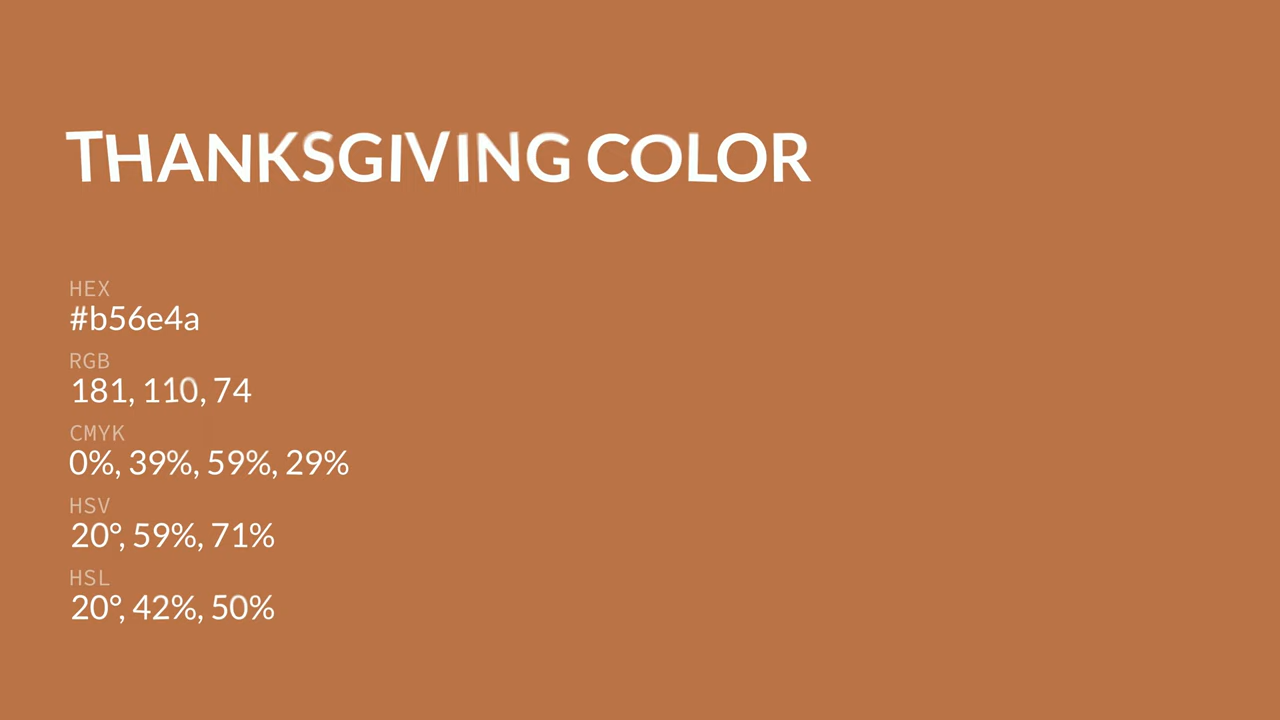 THANKSGIVING COLOR
HEX
#b56e4a
RGB
181, 110, 74
CMYK
0%, 39%, 59%, 29%
HSV
20°, 59%, 71%
HSL
20°, 42%, 50%